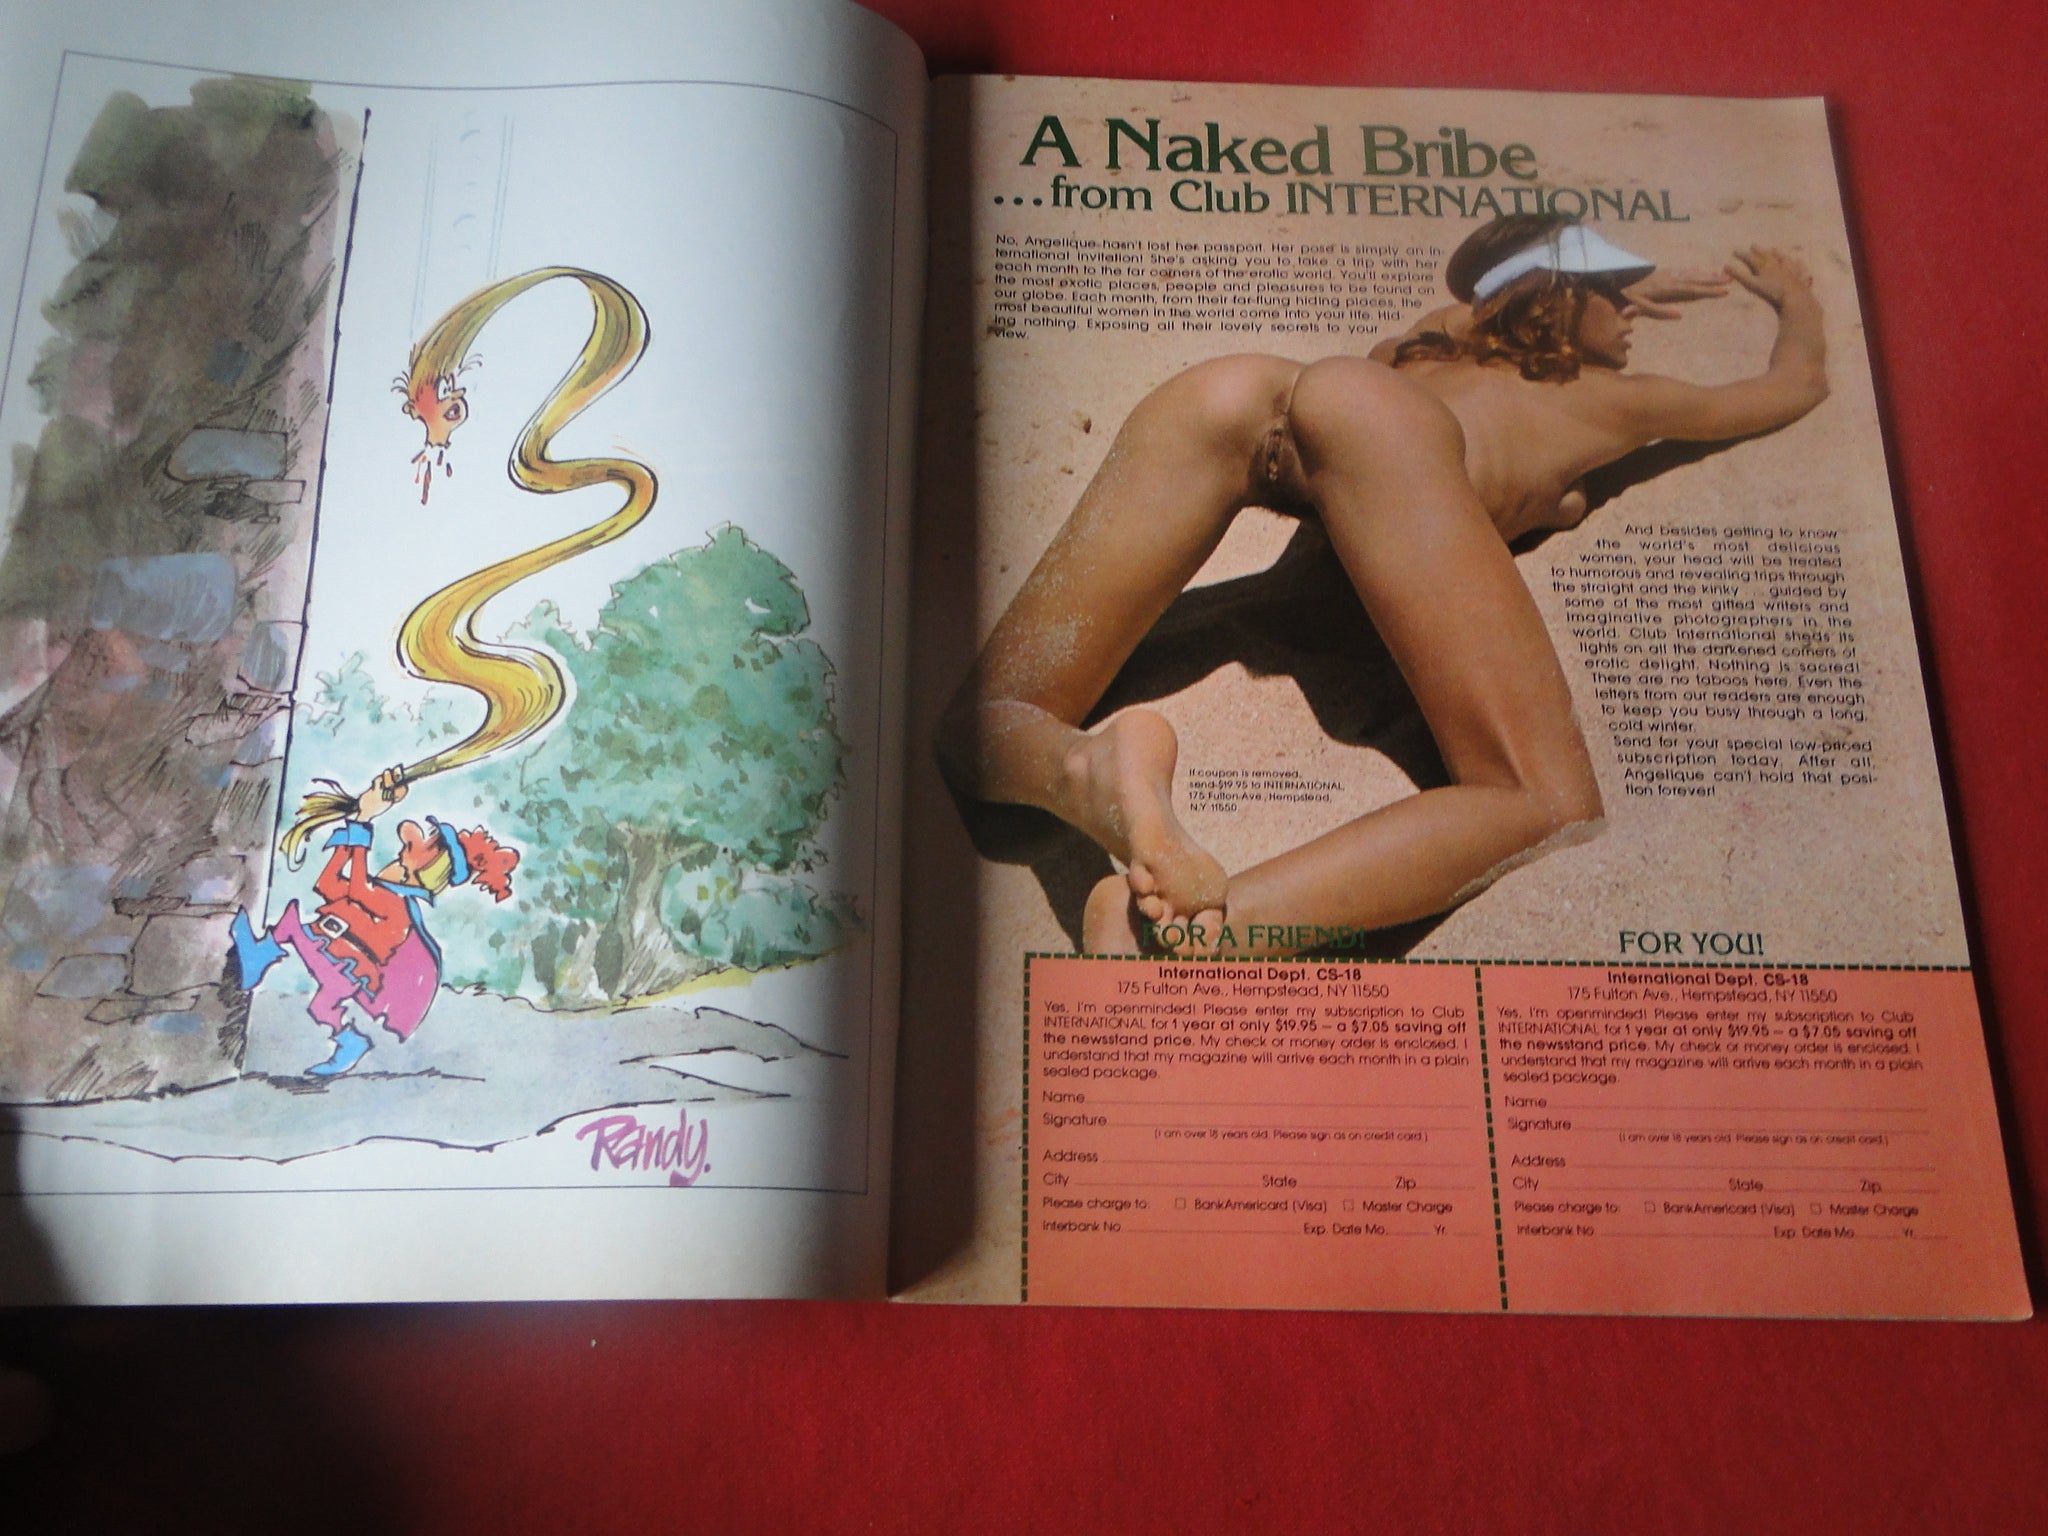 Randy.
A Naked Bribe
...from Club INTERNATIONAL
No, Angelique hasn't lost her passport. Her pose is simply an in-
ternational invitation! She's asking you to take a trip with her
each month to the far corners of the erotic world. You'll explore
the most exotic places, people and pleasures to be found on
our globe. Each month, from their far-flung hiding places, the
most beautiful women in the world come into your life. Hid-
ing nothing. Exposing all their lovely secrets to your
view.
And besides getting to know
the world's most delicious
women, your head will be treated
to humorous and revealing trips through
the straight and the kinky ... guided by
some of the most gifted writers and
imaginative photographers in the
world. Club International sheds its
lights on all the darkened corners of
erotic delight. Nothing is sacred!
There are no taboos here. Even the
letters from our readers are enough
to keep you busy through a long,
cold winter.
Send for your special low-priced
subscription today. After all,
Angelique can't hold that posi-
tion forever!
If coupon is removed,
send $19.95 to INTERNATIONAL,
175 Fulton Ave., Hempstead,
N.Y. 11550
FOR A FRIEND!
International Dept. CS-18
175 Fulton Ave., Hempstead, NY 11550
Yes, I'm openminded! Please enter my subscription to Club
INTERNATIONAL for 1 year at only $19.95 — a $7.05 saving off
the newsstand price. My check or money order is enclosed. I
understand that my magazine will arrive each month in a plain
sealed package.
Name
Signature
(I am over 18 years old. Please sign as on credit card.)
Address
City State Zip
Please charge to: □ BankAmericard (Visa) □ Master Charge
Interbank No. Exp. Date Mo. Yr.
FOR YOU!
International Dept. CS-18
175 Fulton Ave., Hempstead, NY 11550
Yes, I'm openminded! Please enter my subscription to Club
INTERNATIONAL for 1 year at only $19.95 — a $7.05 saving off
the newsstand price. My check or money order is enclosed. I
understand that my magazine will arrive each month in a plain
sealed package.
Name
Signature
(I am over 18 years old. Please sign as on credit card.)
Address
City State Zip
Please charge to: □ BankAmericard (Visa) □ Master Charge
Interbank No. Exp. Date Mo. Yr.